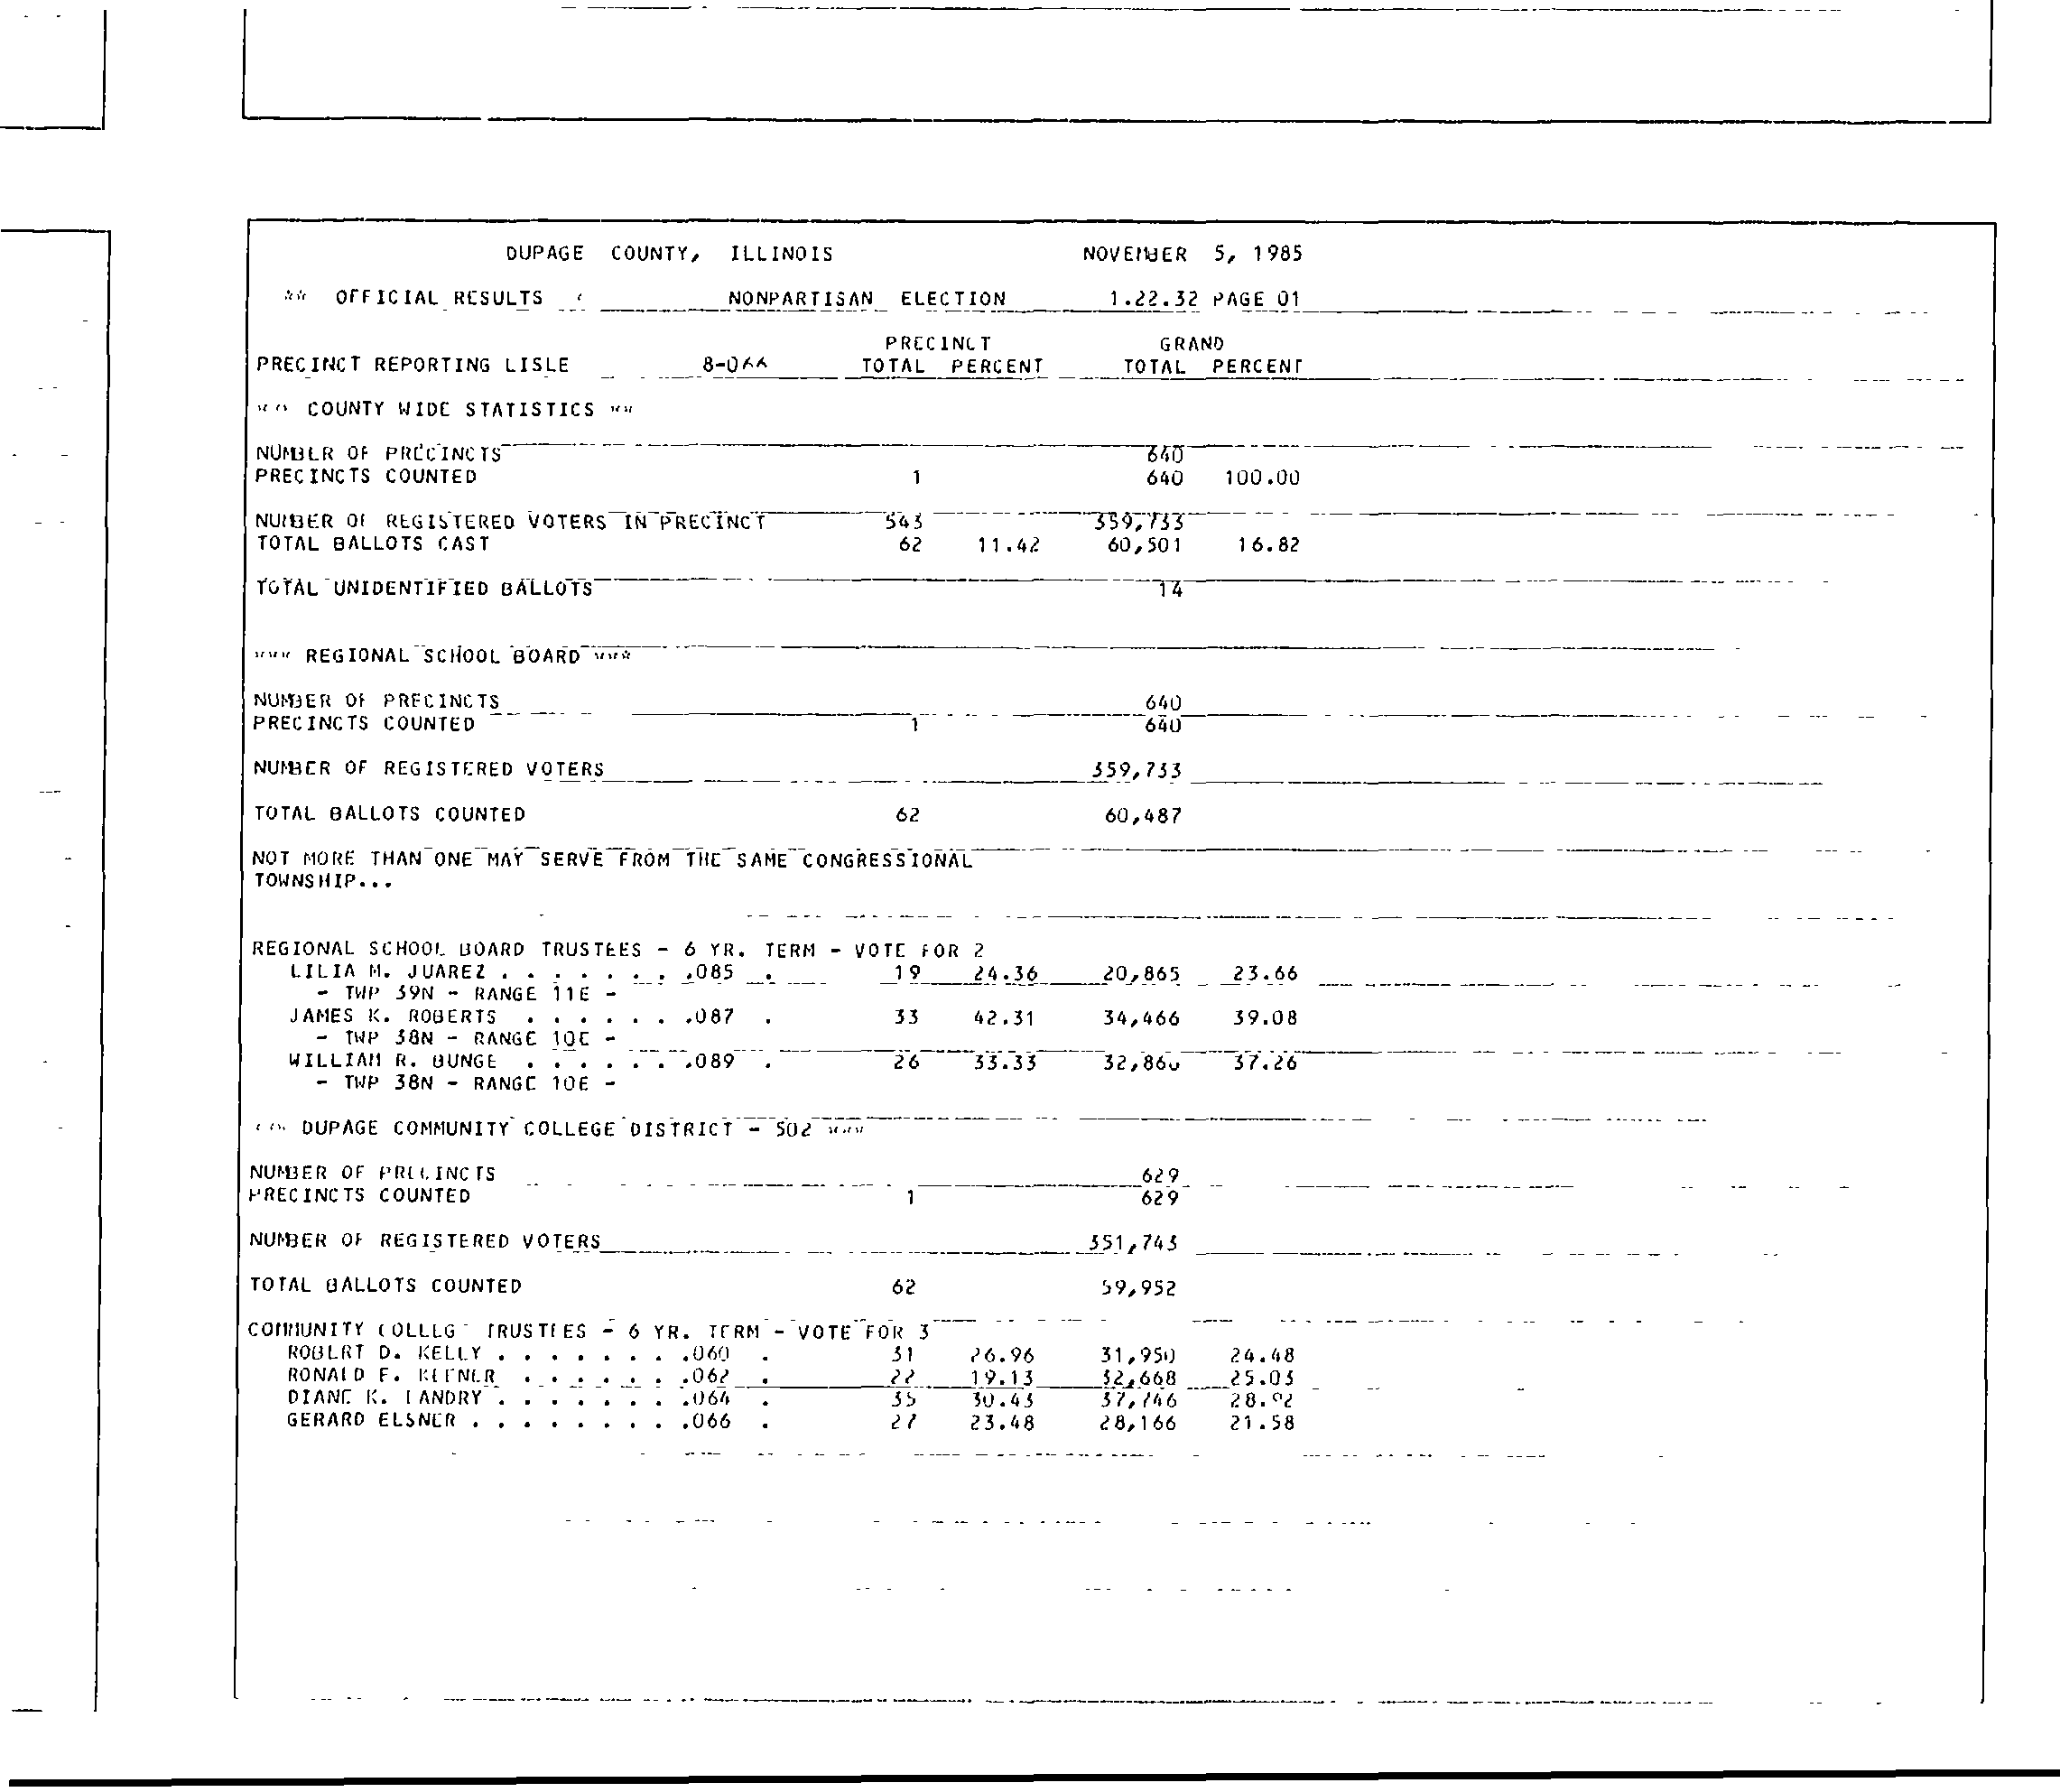 DUPAGE COUNTY, ILLINOIS NOVEMBER 5, 1985
** OFFICIAL RESULTS NONPARTISAN ELECTION 1.22.32 PAGE 01
PRECINCT GRAND
PRECINCT REPORTING LISLE TOTAL PERCENT TOTAL PERCENT
*** COUNTY WIDE STATISTICS **
NUMBER OF PRECINCTS 640
PRECINCTS COUNTED 1 640 100.00
NUMBER OF REGISTERED VOTERS IN PRECINCT 543 359,733
TOTAL BALLOTS CAST 62 11.42 60,501 16.82
TOTAL UNIDENTIFIED BALLOTS 14
*** REGIONAL SCHOOL BOARD ***
NUMBER OF PRECINCTS 640
PRECINCTS COUNTED 1 640
NUMBER OF REGISTERED VOTERS 359,733
TOTAL BALLOTS COUNTED 62 60,487
NOT MORE THAN ONE MAY SERVE FROM THE SAME CONGRESSIONAL
TOWNSHIP...
REGIONAL SCHOOL BOARD TRUSTEES - 6 YR. TERM - VOTE FOR 2
LILIA M. JUAREZ . . . . . . . .085 . 19 24.36 20,865 23.66
- TWP 39N - RANGE 11E -
JAMES K. ROBERTS . . . . . . .087 . 33 42.31 34,466 39.08
- TWP 38N - RANGE 10E -
WILLIAM R. BUNGE . . . . . . .089 . 26 33.33 37.26
- TWP 38N - RANGE 10E -
*** DUPAGE COMMUNITY COLLEGE DISTRICT - 502 ***
NUMBER OF PRECINCTS 629
PRECINCTS COUNTED 1 629
NUMBER OF REGISTERED VOTERS 351,743
TOTAL BALLOTS COUNTED 62 59,952
COMMUNITY COLLEGE TRUSTEES - 6 YR. TERM - VOTE FOR 3
ROBERT D. KELLY . . . . . . . .060 . 31 26.96 31,950 24.48
RONALD E. KEENER . . . . . . .062 . 22 19.13 32,668 25.03
DIANE K. LANDRY . . . . . . . .064 . 35 30.43 37,746 28.92
GERARD ELSNER . . . . . . . . .066 . 27 23.48 28,166 21.58